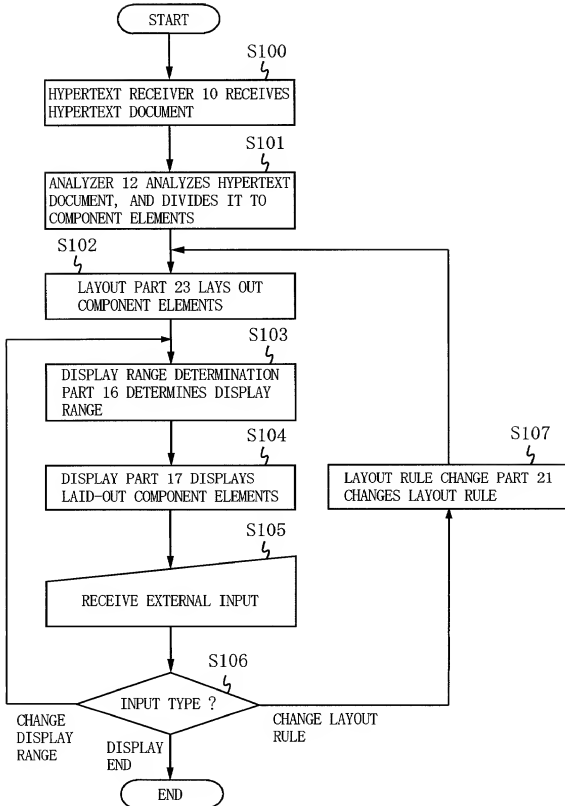 START
S100
HYPERTEXT RECEIVER 10 RECEIVES
HYPERTEXT DOCUMENT
S101
ANALYZER 12 ANALYZES HYPERTEXT
DOCUMENT, AND DIVIDES IT TO
COMPONENT ELEMENTS
S102
LAYOUT PART 23 LAYS OUT
COMPONENT ELEMENTS
S103
DISPLAY RANGE DETERMINATION
PART 16 DETERMINES DISPLAY
RANGE
S104
DISPLAY PART 17 DISPLAYS
LAID-OUT COMPONENT ELEMENTS
S107
LAYOUT RULE CHANGE PART 21
CHANGES LAYOUT RULE
S105
RECEIVE EXTERNAL INPUT
S106
INPUT TYPE ?
CHANGE
DISPLAY
RANGE
CHANGE LAYOUT
RULE
DISPLAY
END
END